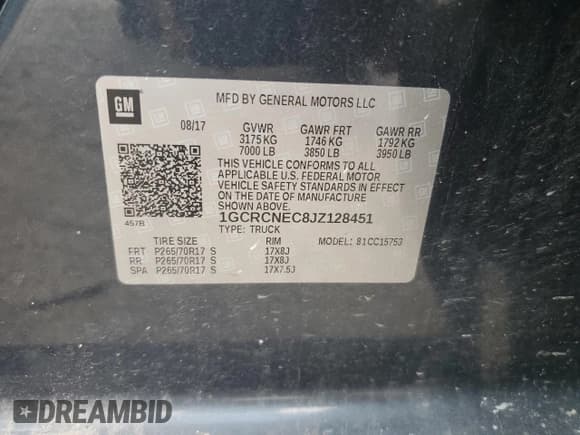 GM
MFD BY GENERAL MOTORS LLC
08/17 GVWR GAWR FRT GAWR RR
3175 KG 1746 KG 1792 KG
7000 LB 3850 LB 3950 LB
THIS VEHICLE CONFORMS TO ALL
APPLICABLE U.S. FEDERAL MOTOR
VEHICLE SAFETY STANDARDS IN EFFECT
ON THE DATE OF MANUFACTURE
SHOWN ABOVE.
1GCRCNEC8JZ128451
457B
TYPE: TRUCK
MODEL: 81CC15753
TIRE SIZE RIM
FRT P265/70R17 S 17X8J
RR P265/70R17 S 17X8J
SPA P265/70R17 S 17X7.5J
DREAMBID